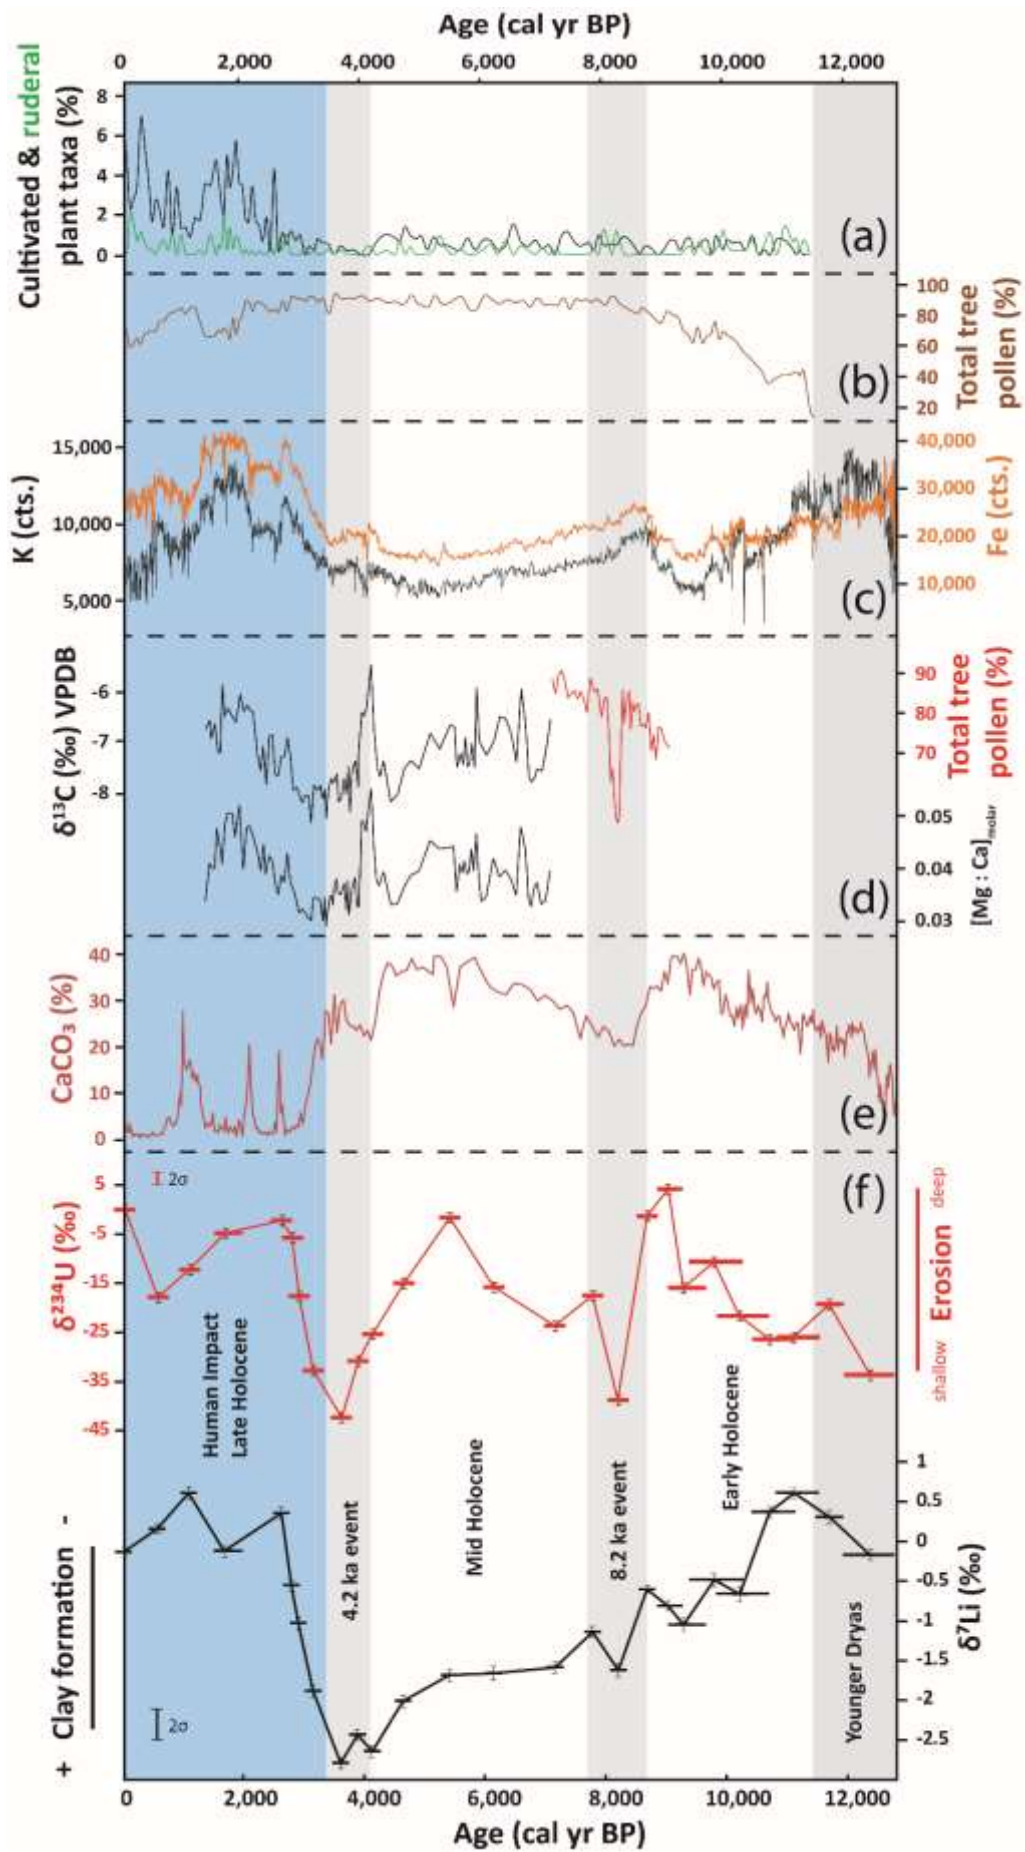 Age (cal yr BP)
0 2,000 4,000 6,000 8,000 10,000 12,000
Cultivated & ruderal
plant taxa (%)
8
6
4
2
0
(a)
100
80
60
40
20
Total tree
pollen (%)
(b)
K (cts.)
15,000
10,000
5,000
40,000
30,000
20,000
10,000
Fe (cts.)
(c)
δ¹³C (‰) VPDB
-6
-7
-8
90
80
70
Total tree
pollen (%)
0.05
0.04
0.03
[Mg : Ca]molar
(d)
CaCO₃ (%)
40
30
20
10
0
(e)
δ²³⁴U (‰)
5
-5
-15
-25
-35
-45
2σ
(f)
shallow Erosion deep
Human Impact
Late Holocene
4.2 ka event
Mid Holocene
8.2 ka event
Early Holocene
Younger Dryas
+ Clay formation -
2σ
1
0.5
0
-0.5
-1
-1.5
-2
-2.5
δ⁷Li (‰)
0 2,000 4,000 6,000 8,000 10,000 12,000
Age (cal yr BP)